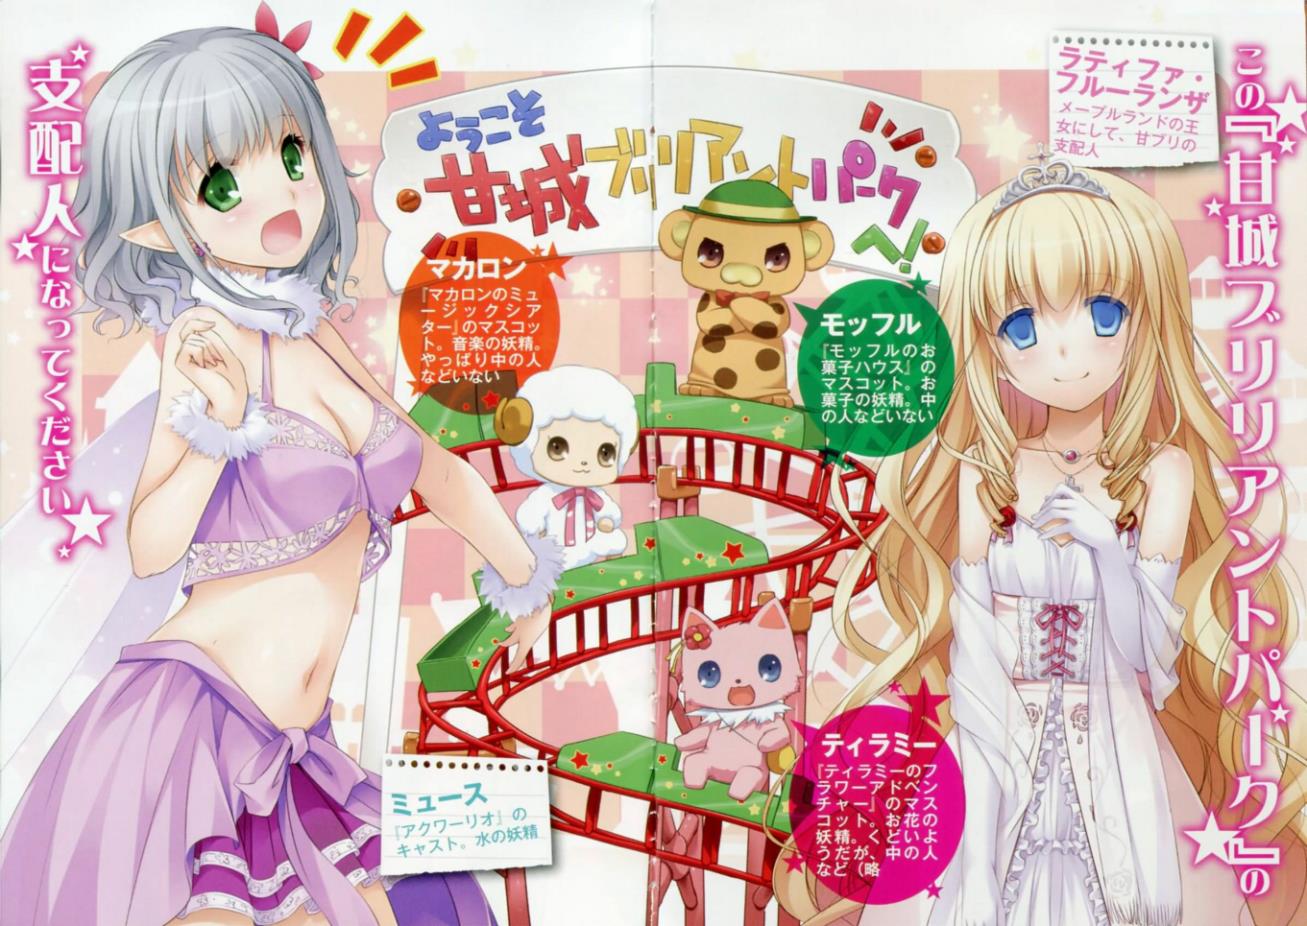 この『甘城ブリリアントパーク』の
支配人になってください
ようこそ
甘城ブリリアントパーク
へ!
ラティファ・
フルーランザ
メープルランドの王
女にして、甘ブリの
支配人
マカロン
『マカロンのミュ
ージックシア
ター』のマスコッ
ト。音楽の妖精。
やっぱり中の人
などいない
モッフル
『モッフルのお
菓子ハウス』の
マスコット。お
菓子の妖精。中
の人などいない
ティラミー
『ティラミーのフ
ラワーアドベン
チャー』のマス
コット。お花の
妖精。くどいよ
うだが、中の人
など（略
ミュース
『アクワーリオ』の
キャスト。水の妖精